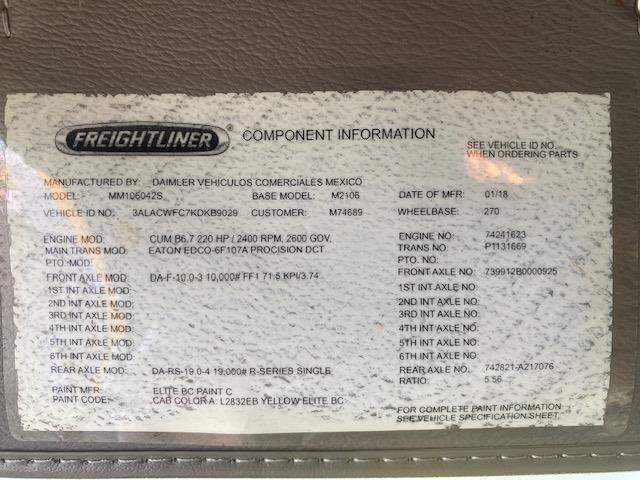 FREIGHTLINER® COMPONENT INFORMATION
SEE VEHICLE ID NO.
WHEN ORDERING PARTS
MANUFACTURED BY: DAIMLER VEHICULOS COMERCIALES MEXICO
MODEL: MM106042S BASE MODEL: M2106 DATE OF MFR: 01/18
VEHICLE ID NO: 3ALACWFC7KDKB9029 CUSTOMER: M74689 WHEELBASE: 270
ENGINE MOD: CUM B6.7 220 HP / 2400 RPM, 2600 GOV, ENGINE NO: 74241623
MAIN TRANS MOD: EATON EDCO-6F107A PROCISION DCT TRANS NO: P1131669
PTO. MOD: PTO. NO:
FRONT AXLE MOD: DA-F-10.0-3 10,000# FF1 71.5 KPI/3.74 FRONT AXLE NO: 739912B0000925
1ST INT AXLE MOD: 1ST INT AXLE NO:
2ND INT AXLE MOD: 2ND INT AXLE NO:
3RD INT AXLE MOD: 3RD INT AXLE NO:
4TH INT AXLE MOD: 4TH INT AXLE NO:
5TH INT AXLE MOD: 5TH INT AXLE NO:
6TH INT AXLE MOD: 6TH INT AXLE NO:
REAR AXLE MOD: DA-RS-19.0-4 19,000# R-SERIES SINGLE REAR AXLE NO. 742821-A217076
RATIO: 5.56
PAINT MFR: ELITE BC PAINT C
PAINT CODE: CAB COLOR A: L2832EB YELLOW ELITE BC
FOR COMPLETE PAINT INFORMATION
SEE VEHICLE SPECIFICATION SHEET.